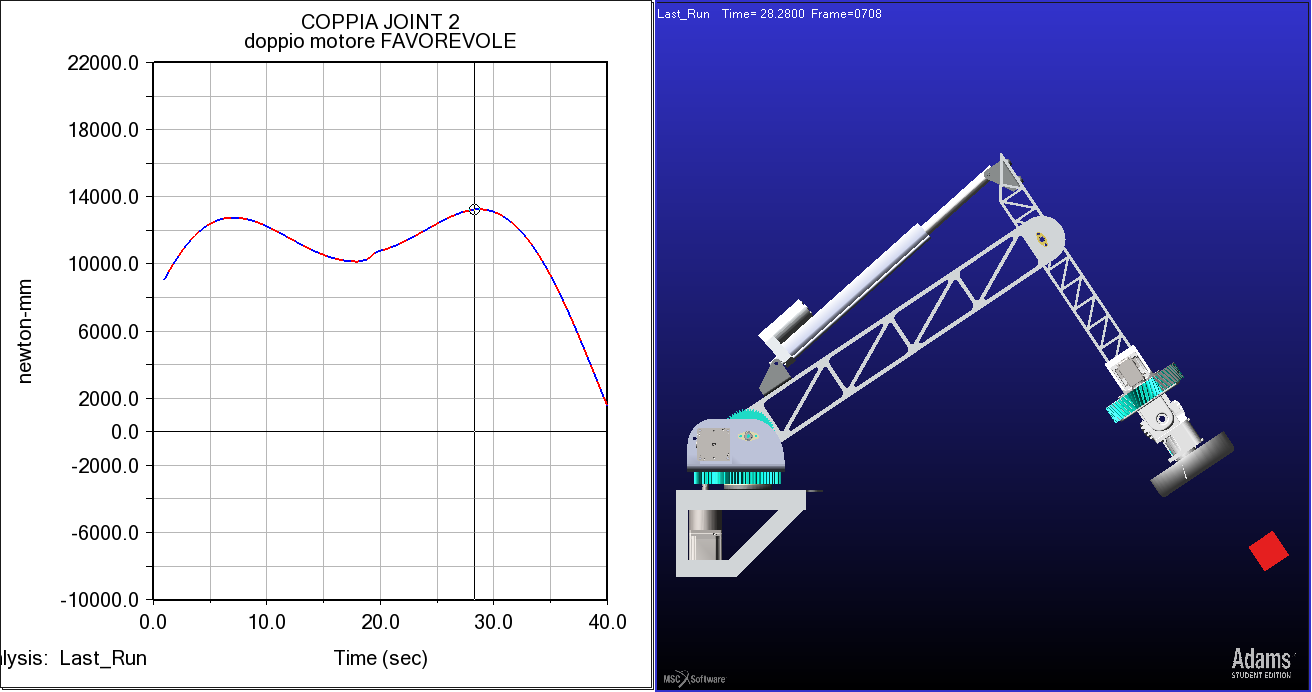 COPPIA JOINT 2
doppio motore FAVOREVOLE
22000.0
18000.0
14000.0
10000.0
6000.0
2000.0
0.0
-2000.0
-6000.0
-10000.0
newton-mm
0.0 10.0 20.0 30.0 40.0
lysis: Last_Run Time (sec)
Last_Run Time= 28.2800 Frame=0708
MSC Software
Adams
STUDENT EDITION